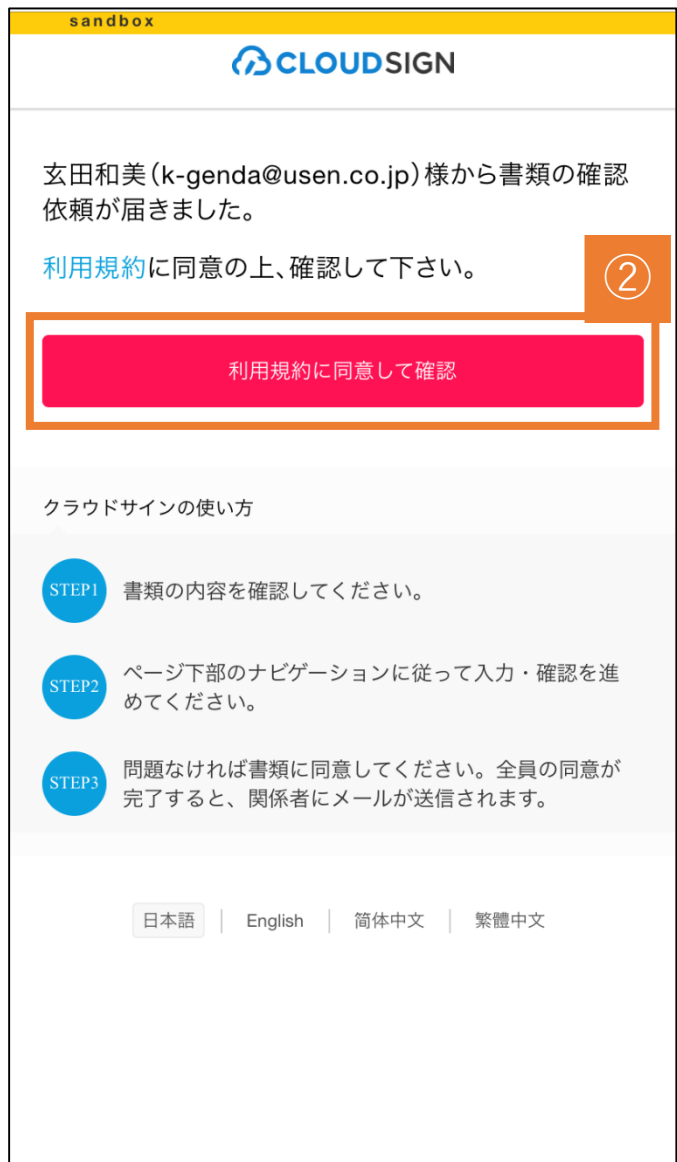 sandbox
CLOUDSIGN
玄田和美(k-genda@usen.co.jp)様から書類の確認
依頼が届きました。
利用規約に同意の上、確認して下さい。
②
利用規約に同意して確認
クラウドサインの使い方
STEP1 書類の内容を確認してください。
STEP2 ページ下部のナビゲーションに従って入力・確認を進
めてください。
STEP3 問題なければ書類に同意してください。全員の同意が
完了すると、関係者にメールが送信されます。
日本語 | English | 简体中文 | 繁體中文